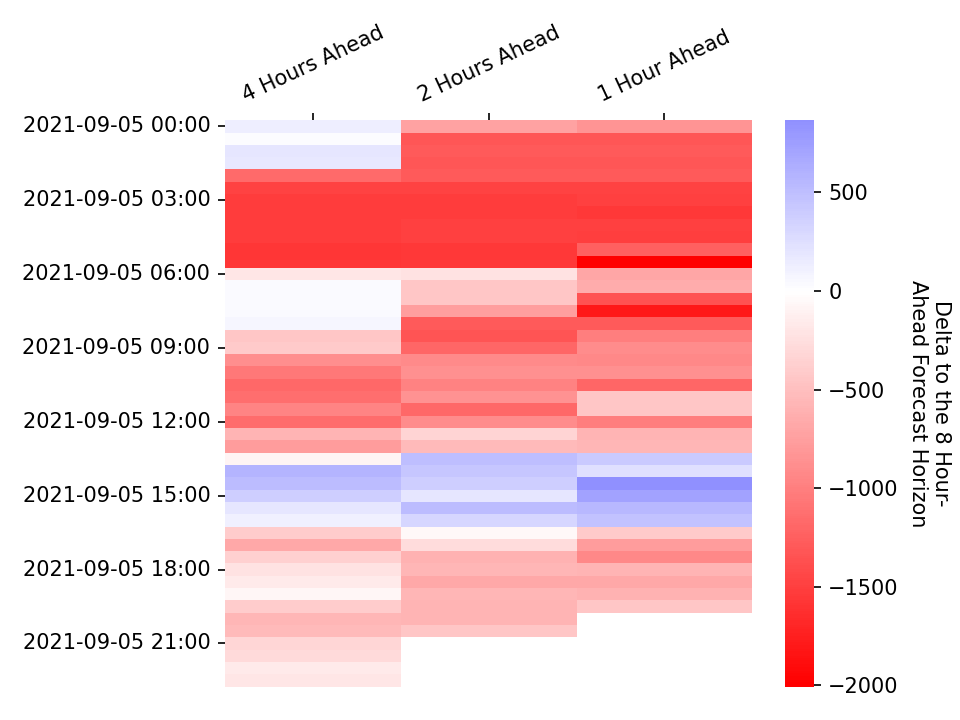 4 Hours Ahead
2 Hours Ahead
1 Hour Ahead
2021-09-05 00:00
2021-09-05 03:00
2021-09-05 06:00
2021-09-05 09:00
2021-09-05 12:00
2021-09-05 15:00
2021-09-05 18:00
2021-09-05 21:00
500
0
−500
−1000
−1500
−2000
Delta to the 8 Hour-
Ahead Forecast Horizon